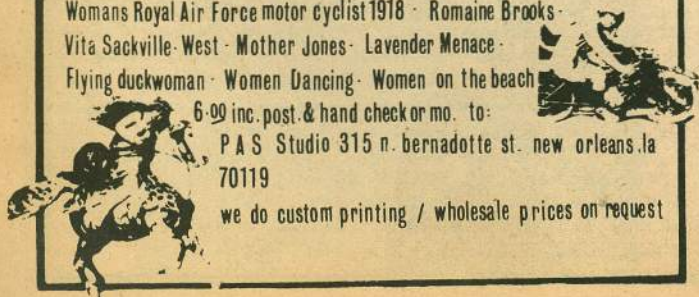 Womans Royal Air Force motor cyclist 1918 · Romaine Brooks ·
Vita Sackville-West · Mother Jones · Lavender Menace ·
Flying duckwoman · Women Dancing · Women on the beach
6.00 inc. post. & hand check or mo. to:
PAS Studio 315 n. bernadotte st. new orleans. la
70119
we do custom printing / wholesale prices on request